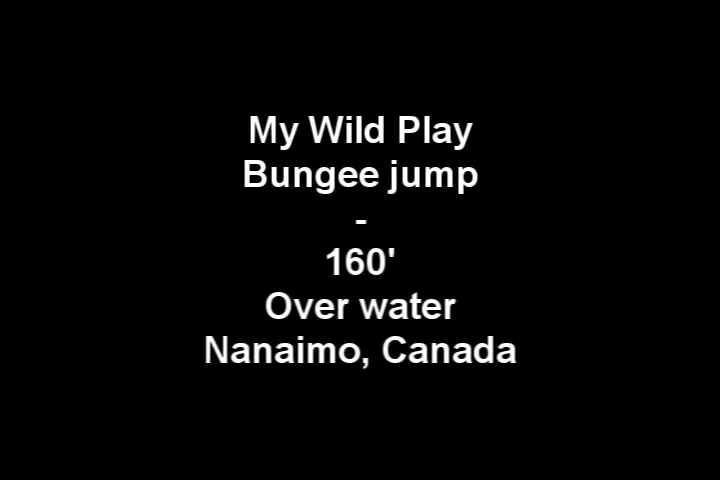 My Wild Play
Bungee jump
-
160'
Over water
Nanaimo, Canada